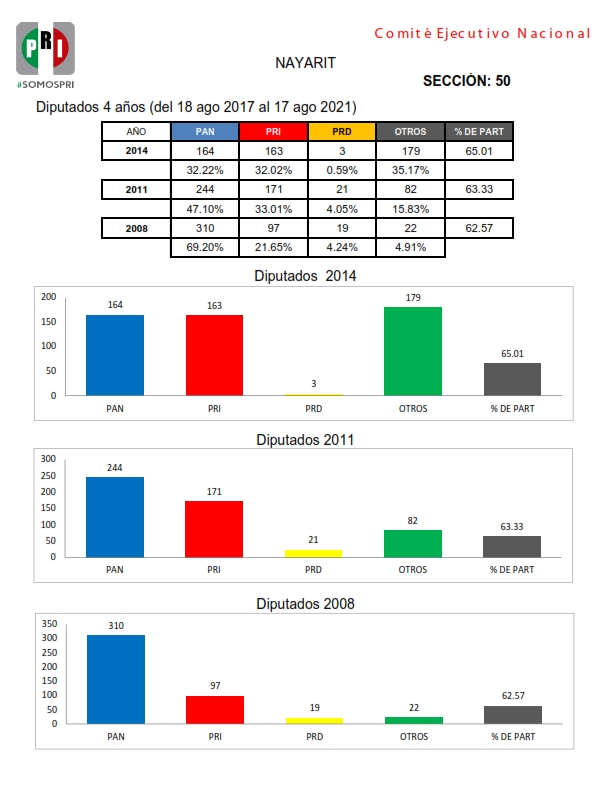 Comité Ejecutivo Nacional
PRI
#SOMOSPRI
NAYARIT
SECCIÓN: 50
Diputados 4 años (del 18 ago 2017 al 17 ago 2021)
AÑO PAN PRI PRD OTROS % DE PART
2014 164 163 3 179 65.01
32.22% 32.02% 0.59% 35.17%
2011 244 171 21 82 63.33
47.10% 33.01% 4.05% 15.83%
2008 310 97 19 22 62.57
69.20% 21.65% 4.24% 4.91%
Diputados 2014
200
150
100
50
0
164 163 3 179 65.01
PAN PRI PRD OTROS % DE PART
Diputados 2011
300
250
200
150
100
50
0
244 171 21 82 63.33
PAN PRI PRD OTROS % DE PART
Diputados 2008
350
300
250
200
150
100
50
0
310 97 19 22 62.57
PAN PRI PRD OTROS % DE PART